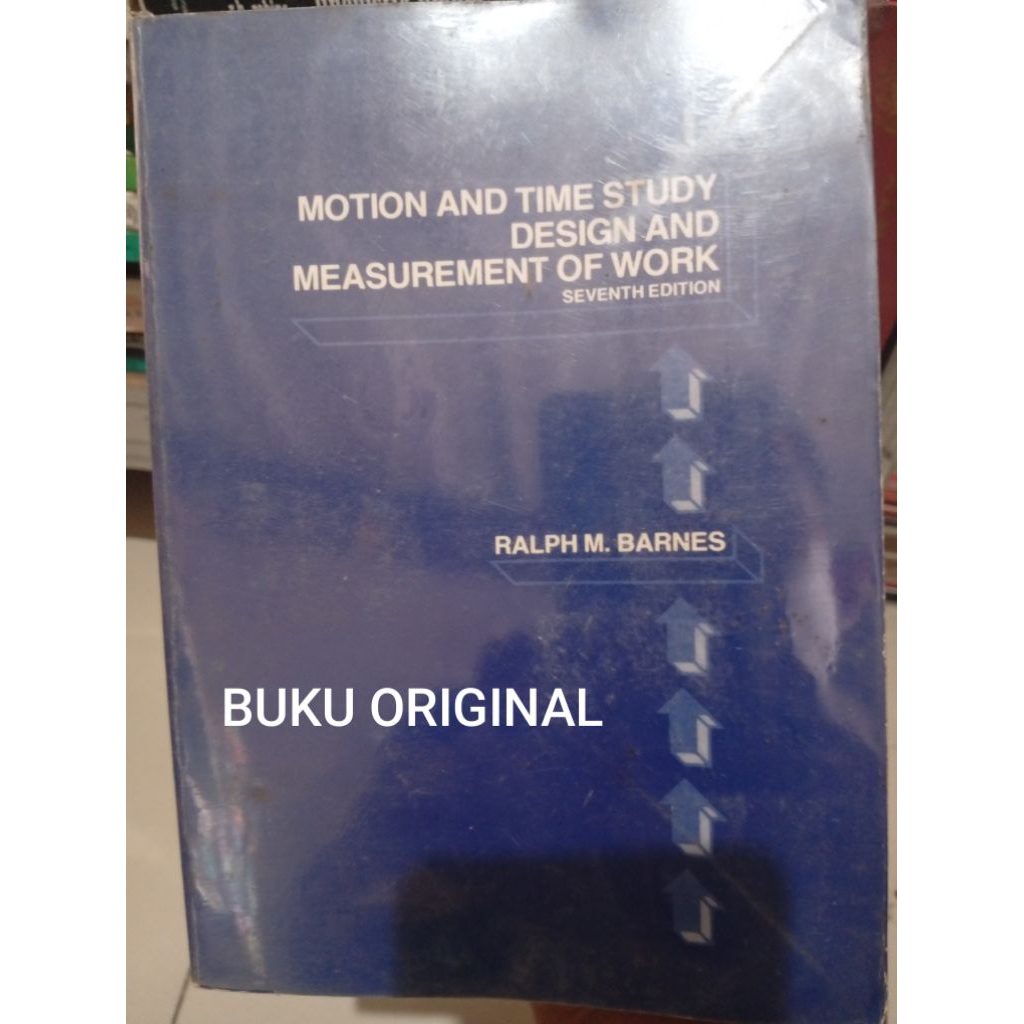 MOTION AND TIME STUDY
DESIGN AND
MEASUREMENT OF WORK
SEVENTH EDITION
RALPH M. BARNES
BUKU ORIGINAL